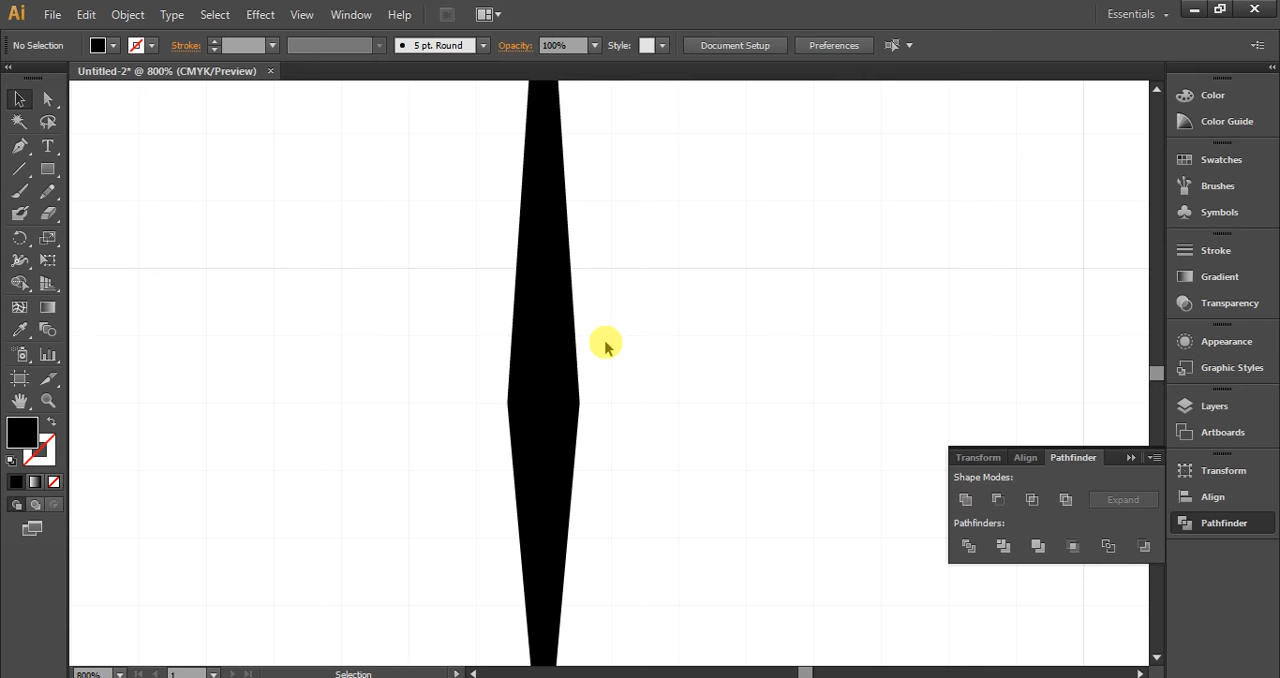 Ai File Edit Object Type Select Effect View Window Help Essentials
No Selection Stroke: 5 pt. Round Opacity: 100% Style: Document Setup Preferences
Untitled-2* @ 800% (CMYK/Preview)
Color
Color Guide
Swatches
Brushes
Symbols
Stroke
Gradient
Transparency
Appearance
Graphic Styles
Layers
Artboards
Transform
Align
Pathfinder
Transform Align Pathfinder
Shape Modes:
Expand
Pathfinders:
800% 1 Selection